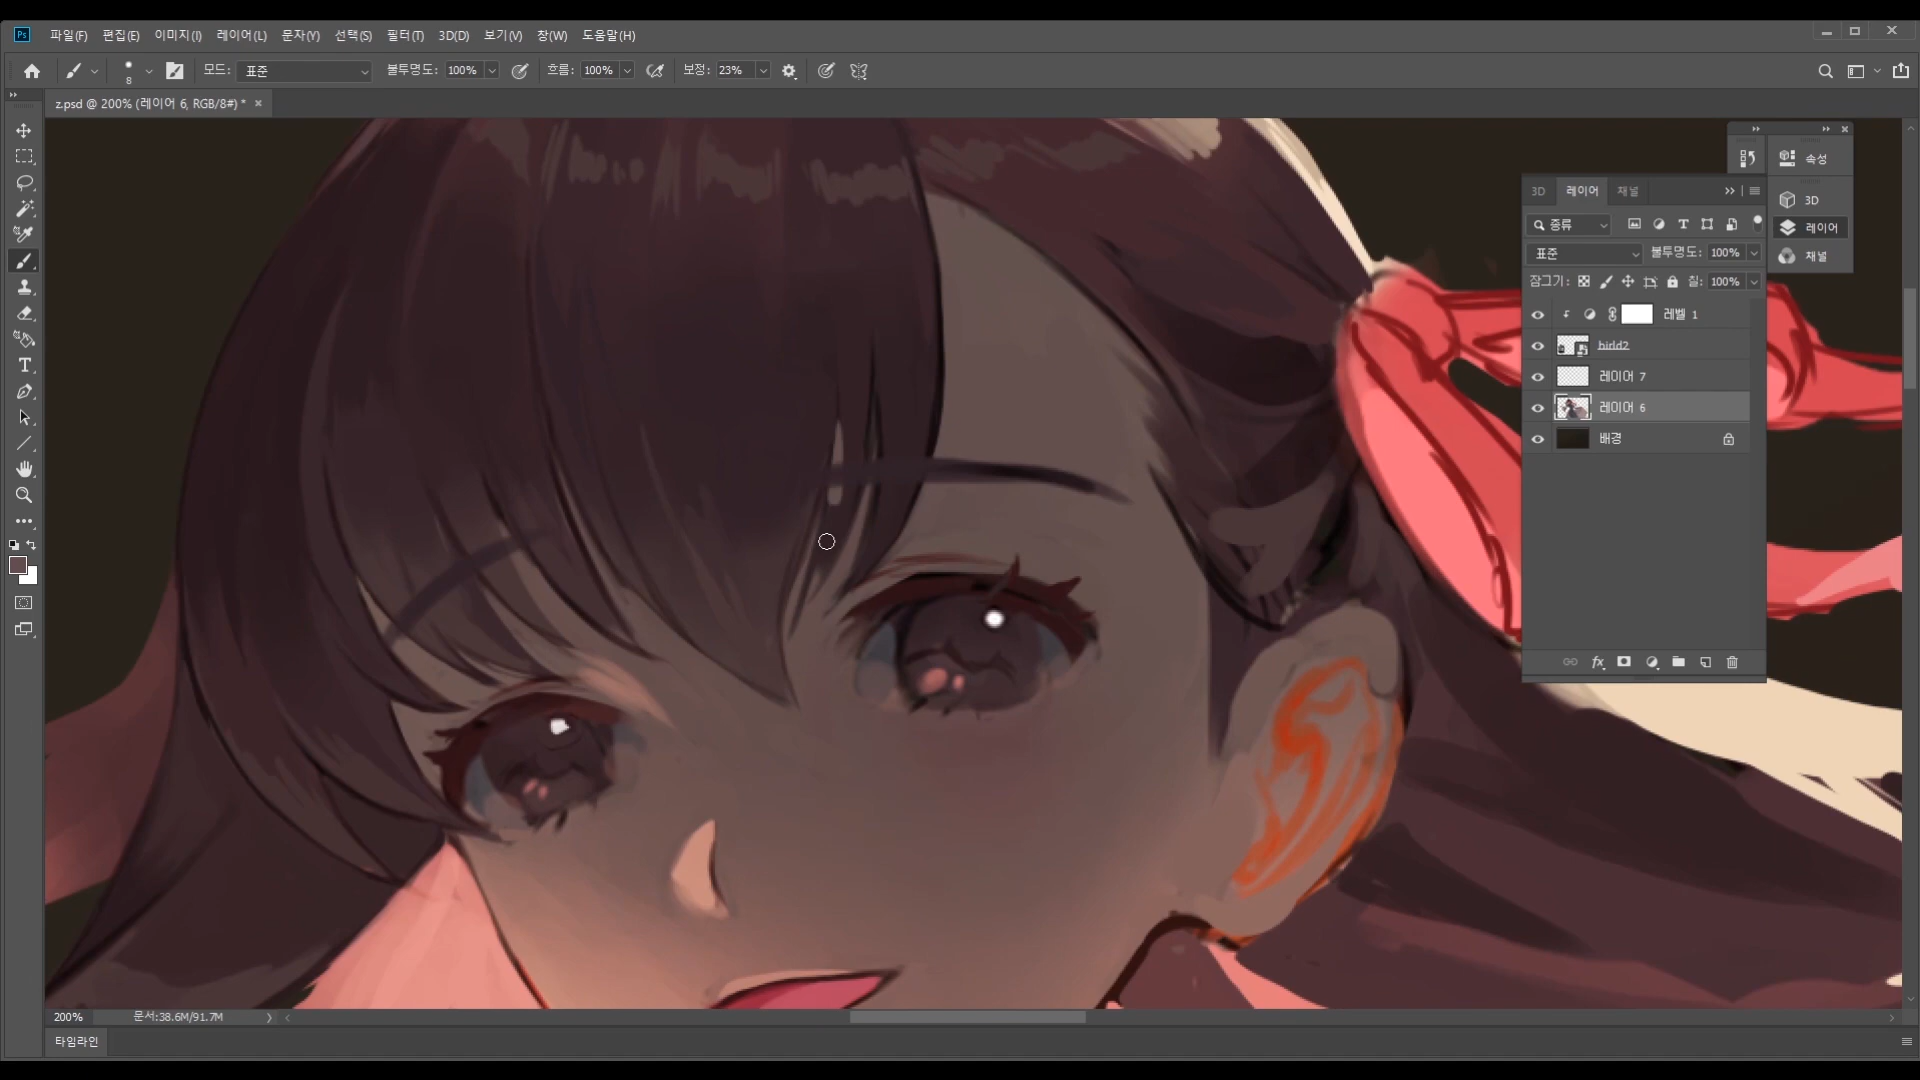 Ps 파일(F) 편집(E) 이미지(I) 레이어(L) 문자(Y) 선택(S) 필터(T) 3D(D) 보기(V) 창(W) 도움말(H)
8 모드: 표준 불투명도: 100% 흐름: 100% 보정: 23%
z.psd @ 200% (레이어 6, RGB/8#) *
속성
3D
레이어
채널
3D 레이어 채널
종류
표준 불투명도: 100%
잠그기: 칠: 100%
레벨 1
레이어 7
레이어 6
배경
fx
200% 문서:38.6M/91.7M
타임라인